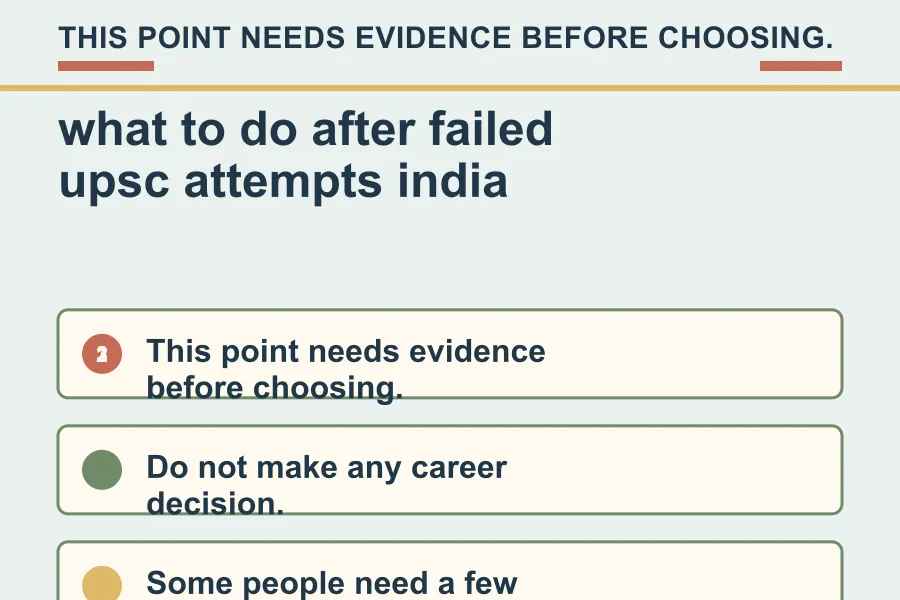 THIS POINT NEEDS EVIDENCE BEFORE CHOOSING.
what to do after failed
upsc attempts india
This point needs evidence
before choosing.
Do not make any career
decision.
Some people need a few